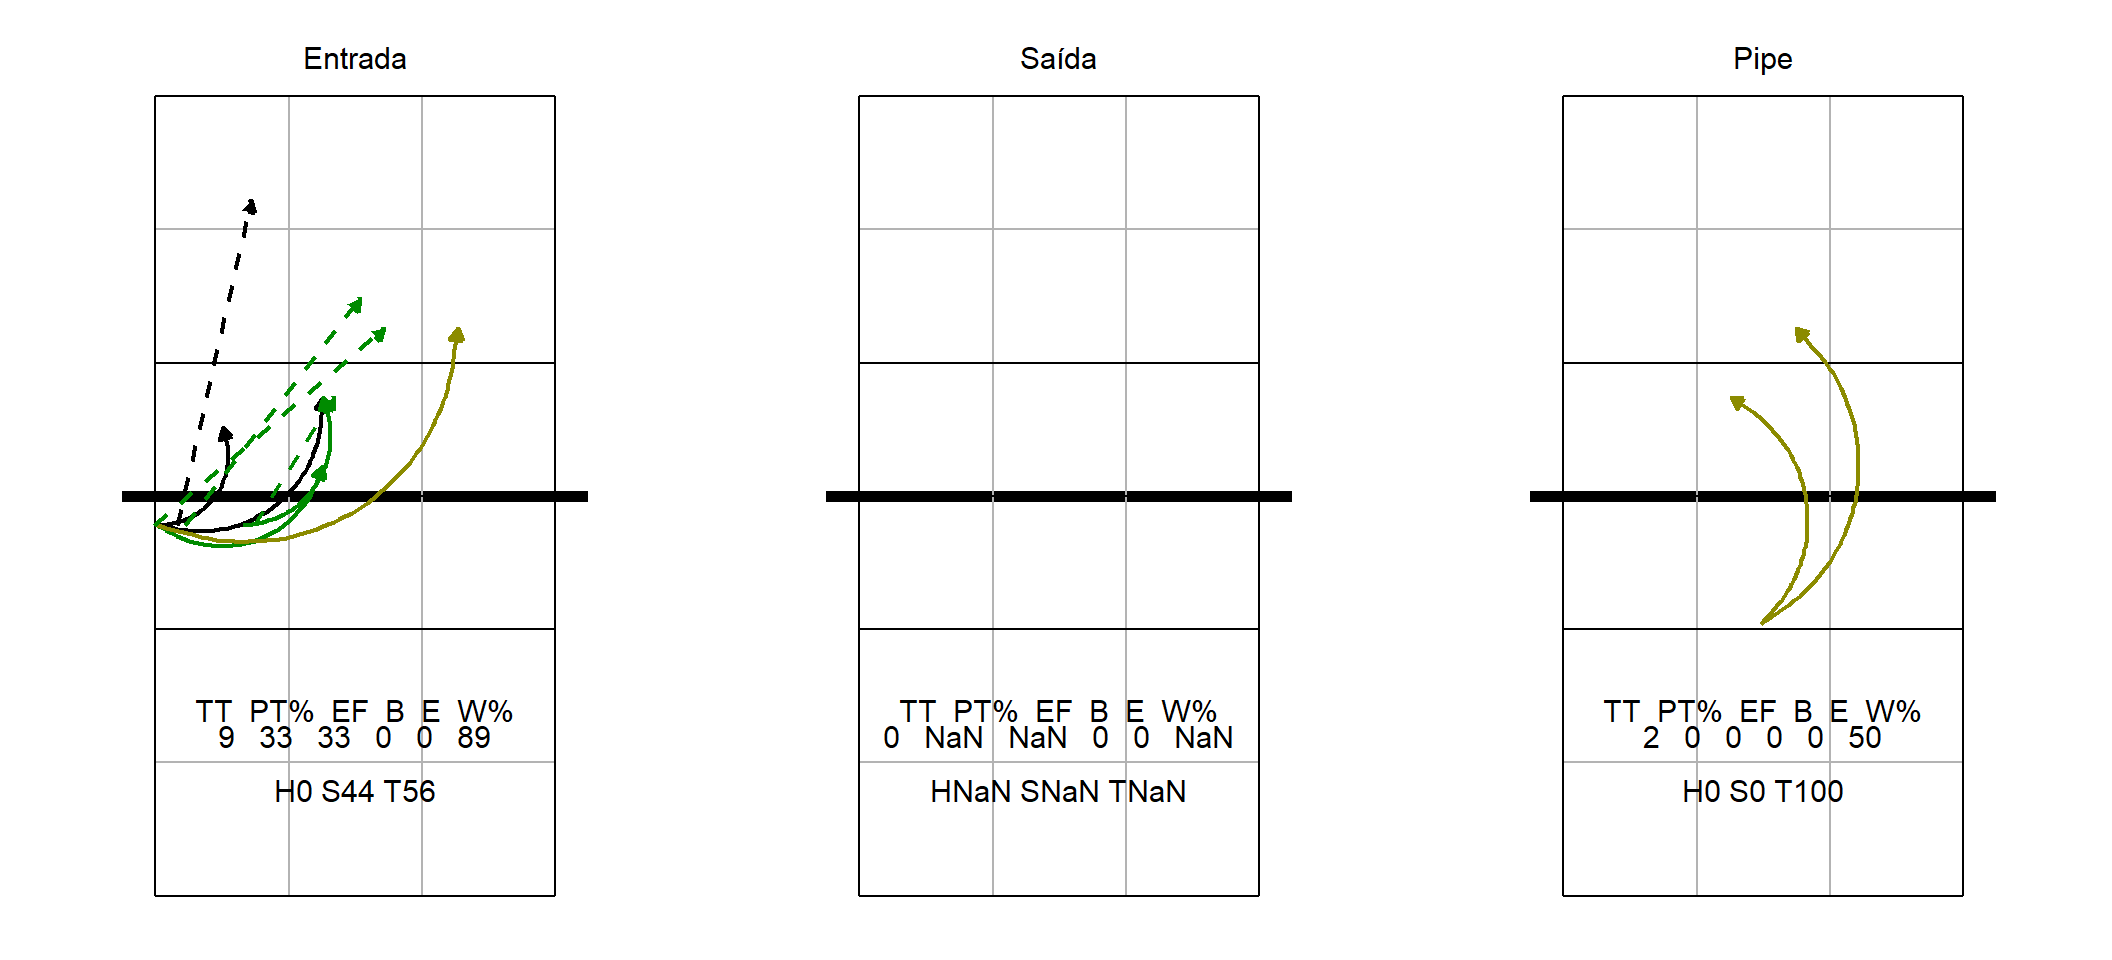 Entrada
TT PT% EF B E W%
9 33 33 0 0 89
H0 S44 T56
Saída
TT PT% EF B E W%
0 NaN NaN 0 0 NaN
HNaN SNaN TNaN
Pipe
TT PT% EF B E W%
2 0 0 0 0 50
H0 S0 T100